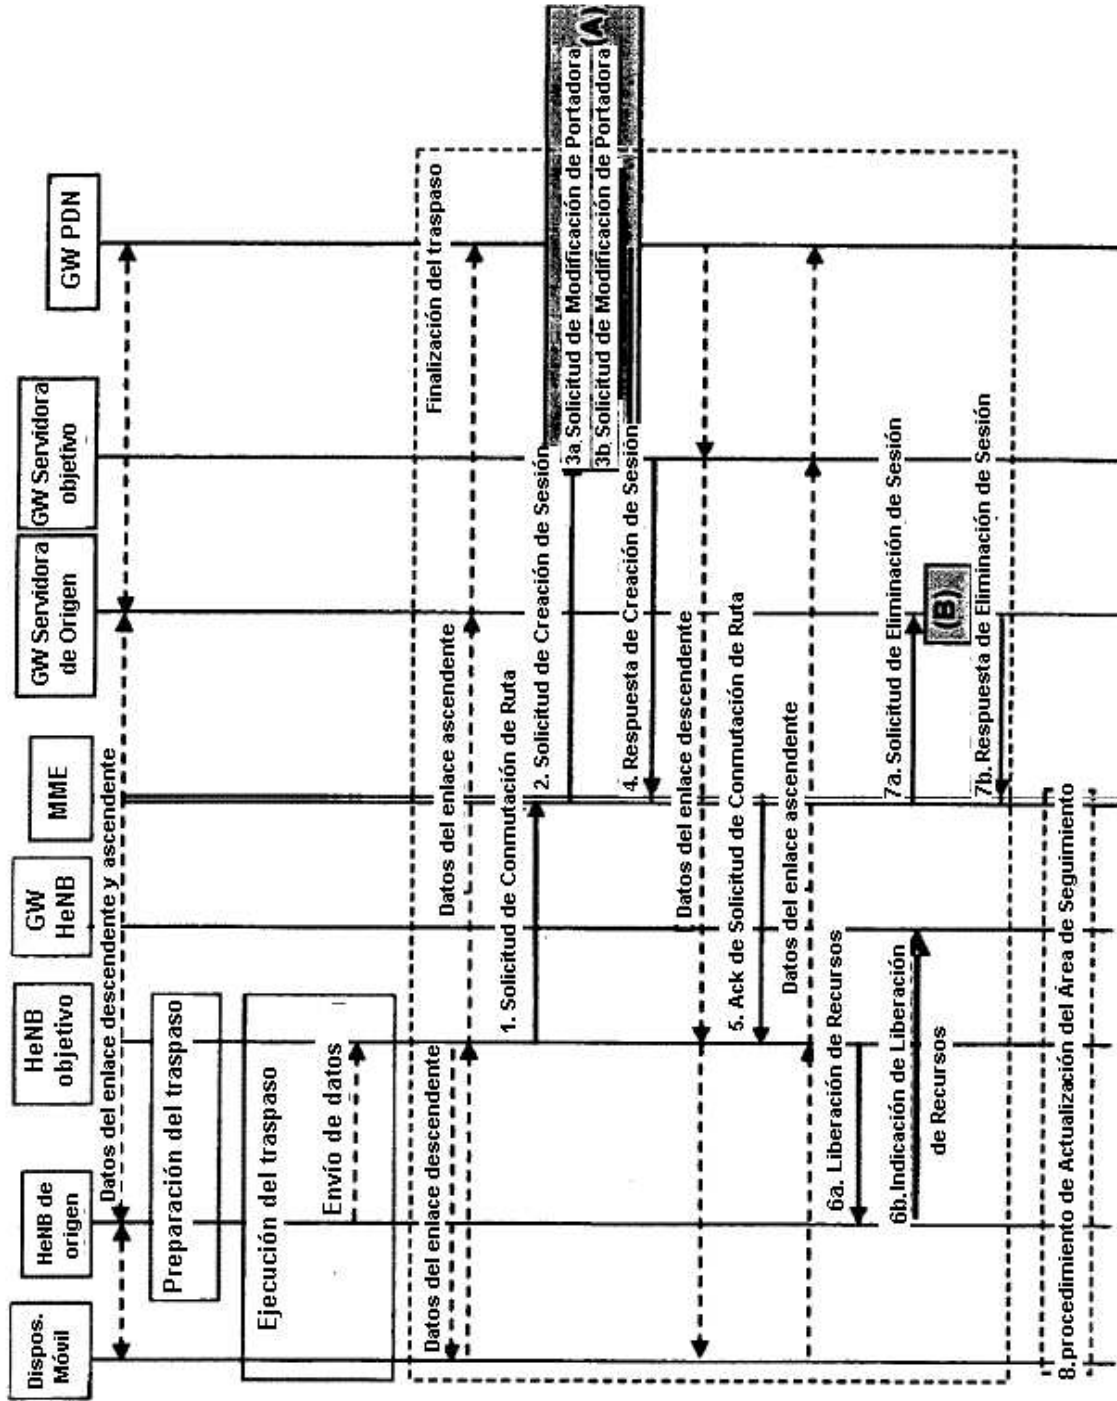 Dispos.
Móvil
HeNB de
origen
HeNB
objetivo
GW
HeNB
MME
GW Servidora
de Origen
GW Servidora
objetivo
GW PDN
Datos del enlace descendente y ascendente
Preparación del traspaso
Ejecución del traspaso
Envío de datos
Finalización del traspaso
Datos del enlace descendente
Datos del enlace ascendente
1. Solicitud de Conmutación de Ruta
2. Solicitud de Creación de Sesión
3a. Solicitud de Modificación de Portadora
(A)
3b. Solicitud de Modificación de Portadora
4. Respuesta de Creación de Sesión
Datos del enlace descendente
5. Ack de Solicitud de Conmutación de Ruta
Datos del enlace ascendente
6a. Liberación de Recursos
7a. Solicitud de Eliminación de Sesión
6b.Indicación de Liberación
de Recursos
(B)
7b. Respuesta de Eliminación de Sesión
8.procedimiento de Actualización del Área de Seguimiento